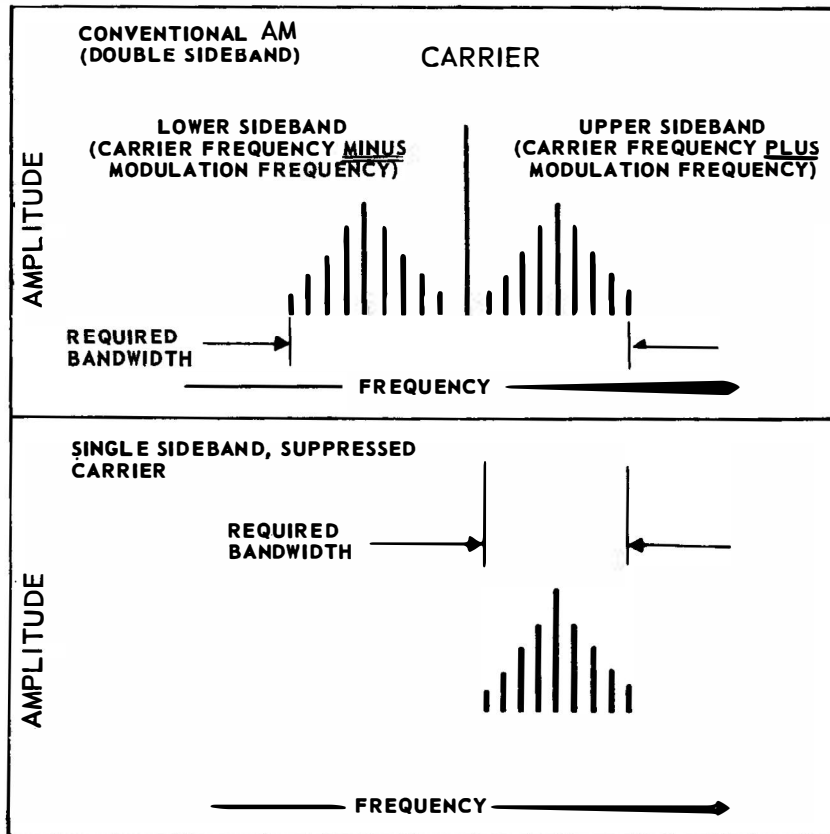 CONVENTIONAL AM
(DOUBLE SIDEBAND)
CARRIER
LOWER SIDEBAND
(CARRIER FREQUENCY MINUS
MODULATION FREQUENCY)
UPPER SIDEBAND
(CARRIER FREQUENCY PLUS
MODULATION FREQUENCY)
AMPLITUDE
REQUIRED
BANDWIDTH
FREQUENCY
SINGLE SIDEBAND, SUPPRESSED
CARRIER
REQUIRED
BANDWIDTH
AMPLITUDE
FREQUENCY